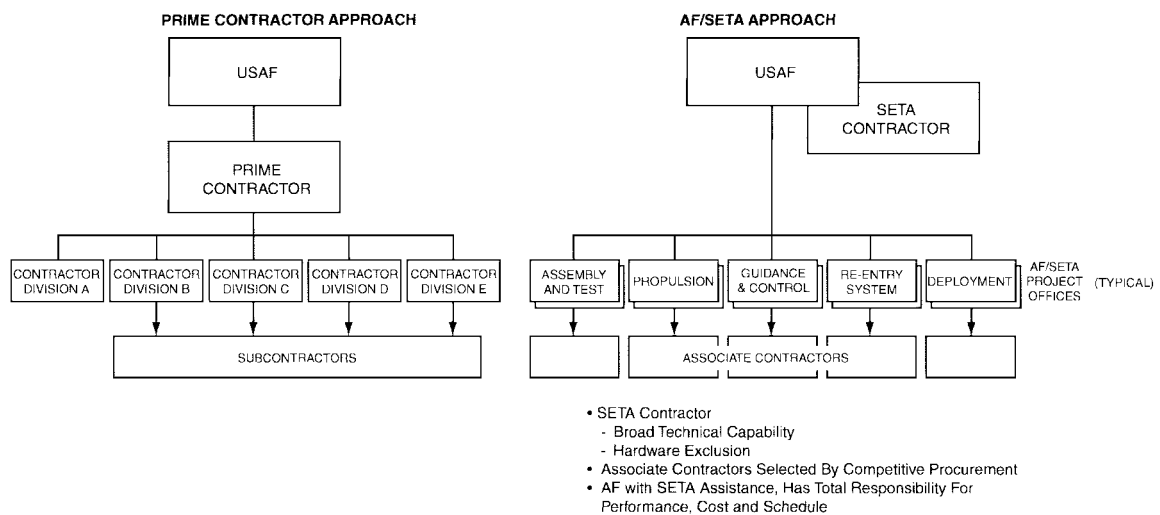 PRIME CONTRACTOR APPROACH
USAF
PRIME
CONTRACTOR
CONTRACTOR
DIVISION A
CONTRACTOR
DIVISION B
CONTRACTOR
DIVISION C
CONTRACTOR
DIVISION D
CONTRACTOR
DIVISION E
SUBCONTRACTORS
AF/SETA APPROACH
USAF
SETA
CONTRACTOR
ASSEMBLY
AND TEST
PROPULSION
GUIDANCE
& CONTROL
RE-ENTRY
SYSTEM
DEPLOYMENT
AF/SETA
PROJECT
OFFICES
(TYPICAL)
ASSOCIATE CONTRACTORS
• SETA Contractor
- Broad Technical Capability
- Hardware Exclusion
• Associate Contractors Selected By Competitive Procurement
• AF with SETA Assistance, Has Total Responsibility For
Performance, Cost and Schedule